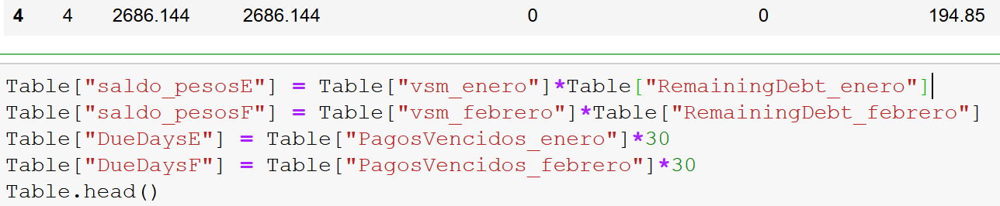 4 4 2686.144 2686.144 0 0 194.85
Table["saldo_pesosE"] = Table["vsm_enero"]*Table["RemainingDebt_enero"]
Table["saldo_pesosF"] = Table["vsm_febrero"]*Table["RemainingDebt_febrero"]
Table["DueDaysE"] = Table["PagosVencidos_enero"]*30
Table["DueDaysF"] = Table["PagosVencidos_febrero"]*30
Table.head()